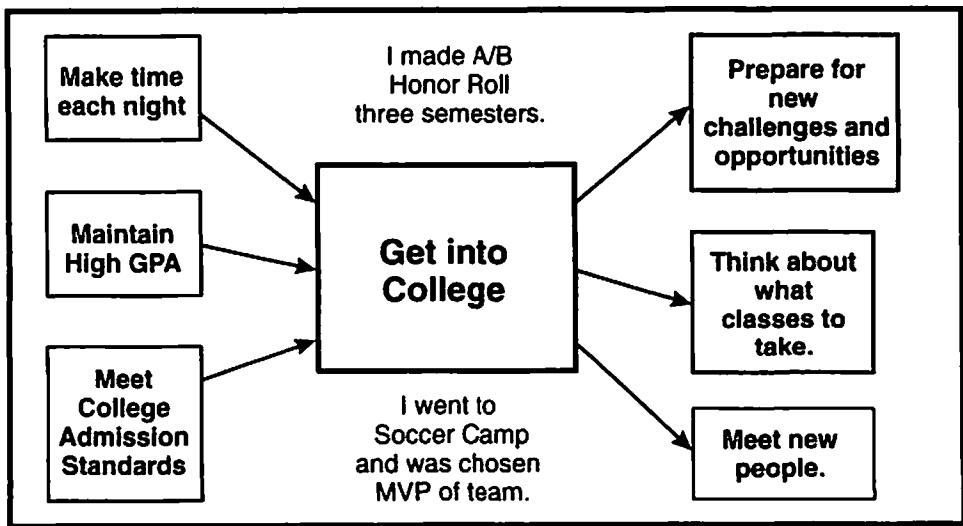 Make time
each night
Maintain
High GPA
Meet
College
Admission
Standards
I made A/B
Honor Roll
three semesters.
Get into
College
I went to
Soccer Camp
and was chosen
MVP of team.
Prepare for
new
challenges and
opportunities
Think about
what
classes to
take.
Meet new
people.